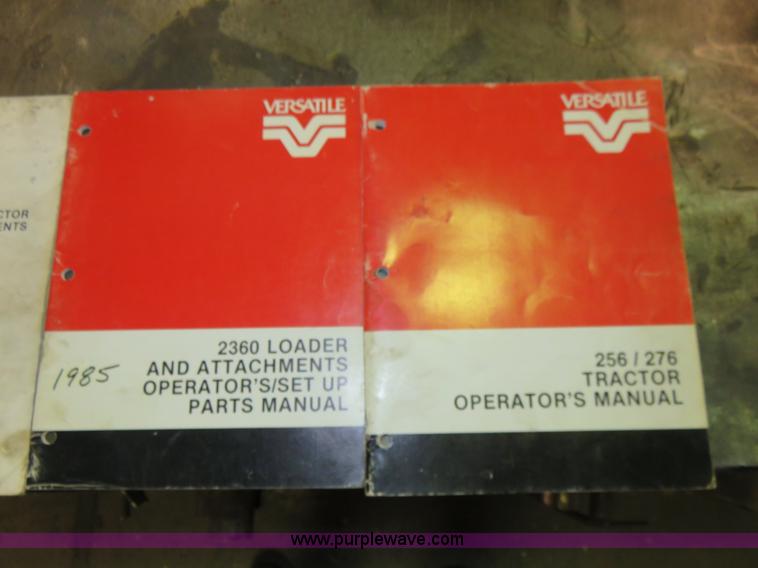 CTOR
ENTS
VERSATILE
2360 LOADER
AND ATTACHMENTS
OPERATOR'S/SET UP
PARTS MANUAL
1985
VERSATILE
256 / 276
TRACTOR
OPERATOR'S MANUAL
www.purplewave.com